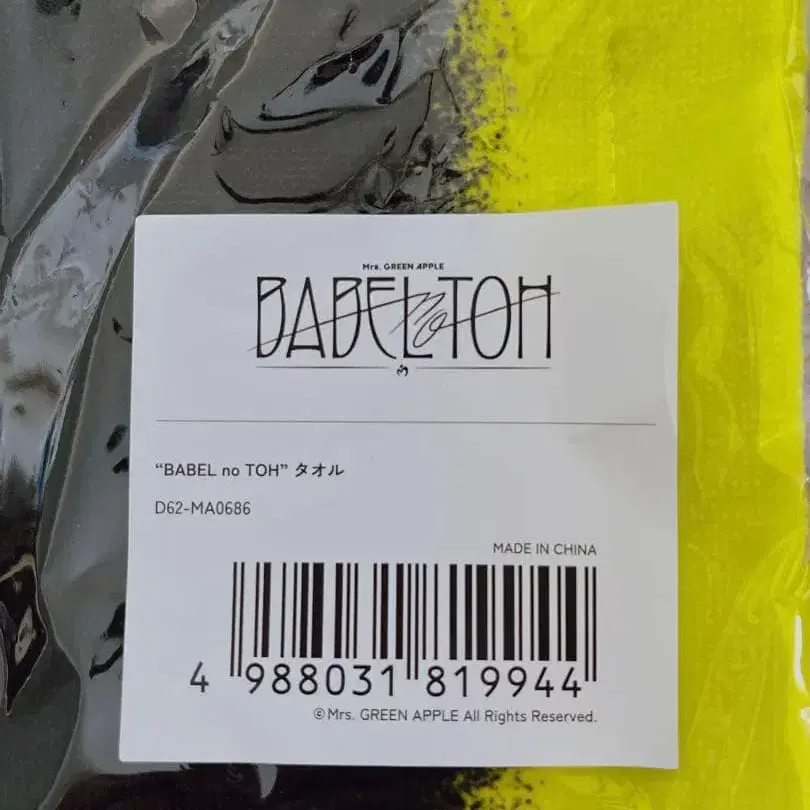 Mrs. GREEN APPLE
BABEL no TOH
“BABEL no TOH” タオル
D62-MA0686
MADE IN CHINA
4 988031 819944
©Mrs. GREEN APPLE All Rights Reserved.